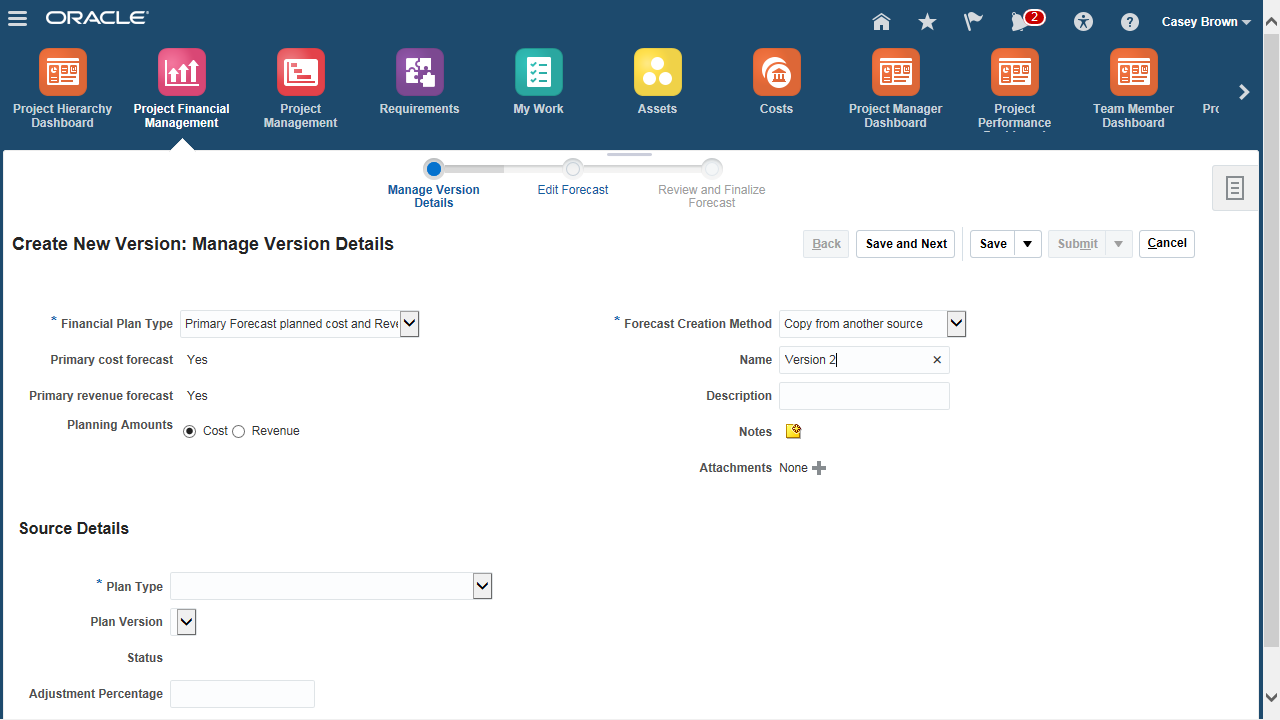 ORACLE
2
Casey Brown
Project Hierarchy
Dashboard
Project Financial
Management
Project
Management
Requirements
My Work
Assets
Costs
Project Manager
Dashboard
Project
Performance
Team Member
Dashboard
Pro
Manage Version
Details
Edit Forecast
Review and Finalize
Forecast
Create New Version: Manage Version Details
Back
Save and Next
Save
Submit
Cancel
* Financial Plan Type Primary Forecast planned cost and Reve
* Forecast Creation Method Copy from another source
Primary cost forecast Yes
Name Version 2
Primary revenue forecast Yes
Description
Planning Amounts Cost Revenue
Notes
Attachments None
Source Details
* Plan Type
Plan Version
Status
Adjustment Percentage